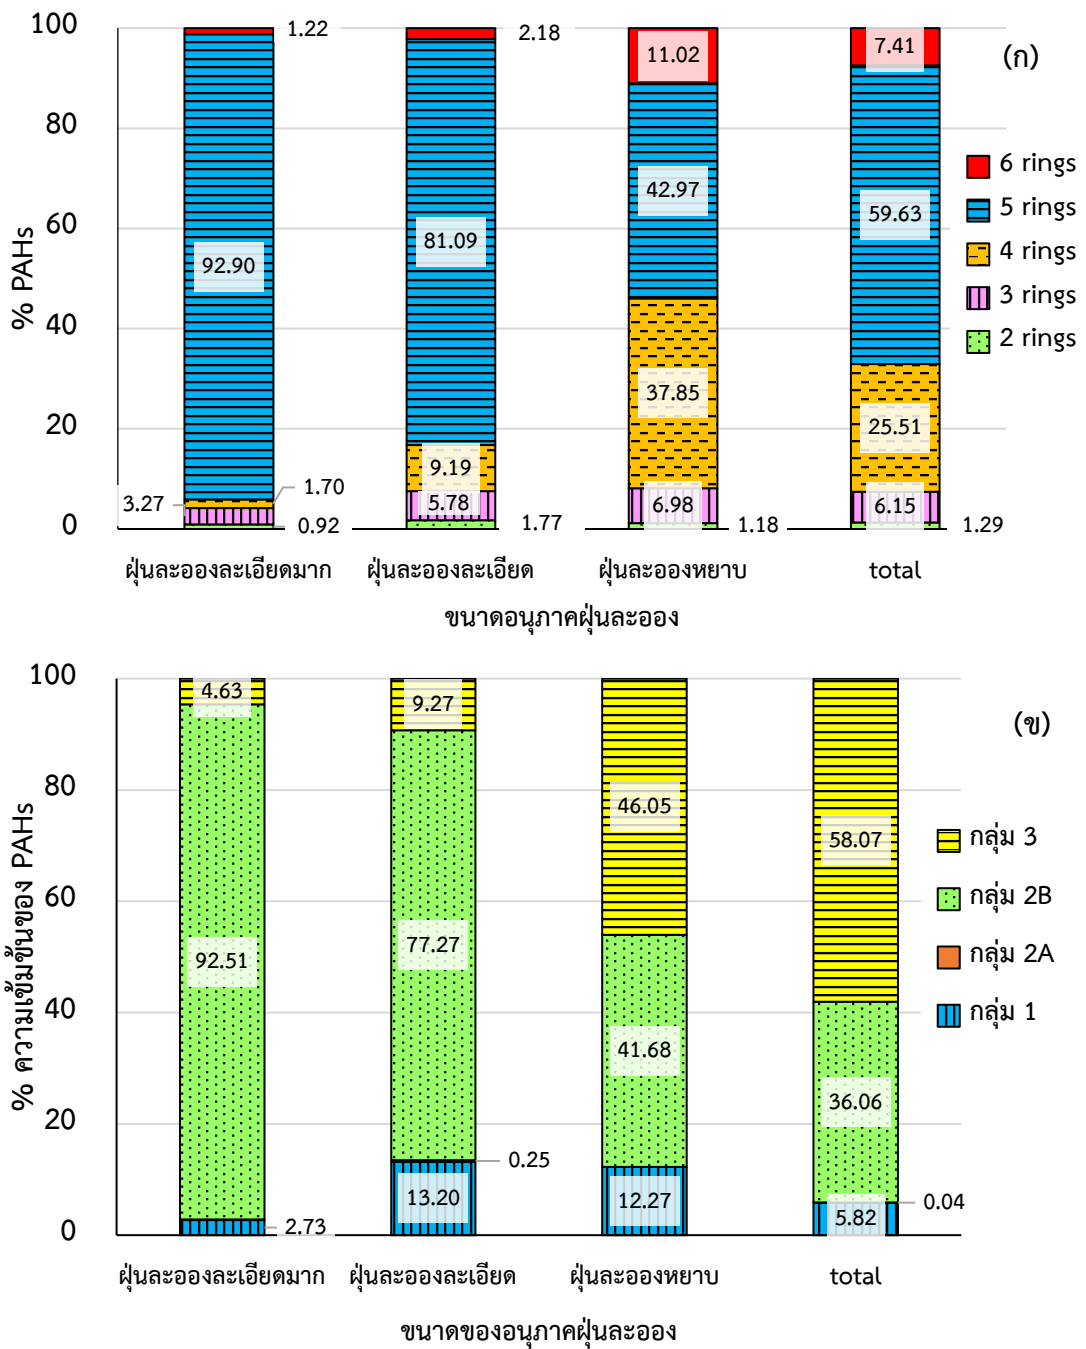 100
80
60
40
20
0
% PAHs
1.22
2.18
11.02
7.41
(ก)
92.90
81.09
42.97
59.63
6 rings
5 rings
4 rings
3 rings
2 rings
3.27
1.70
0.92
9.19
5.78
1.77
37.85
6.98
1.18
25.51
6.15
1.29
ฝุ่นละอองละเอียดมาก ฝุ่นละอองละเอียด ฝุ่นละอองหยาบ total
ขนาดอนุภาคฝุ่นละออง
100
80
60
40
20
0
% ความเข้มข้นของ PAHs
4.63
9.27
46.05
58.07
(ข)
92.51
77.27
41.68
36.06
กลุ่ม 3
กลุ่ม 2B
กลุ่ม 2A
กลุ่ม 1
2.73
0.25
13.20
12.27
0.04
5.82
ฝุ่นละอองละเอียดมาก ฝุ่นละอองละเอียด ฝุ่นละอองหยาบ total
ขนาดของอนุภาคฝุ่นละออง